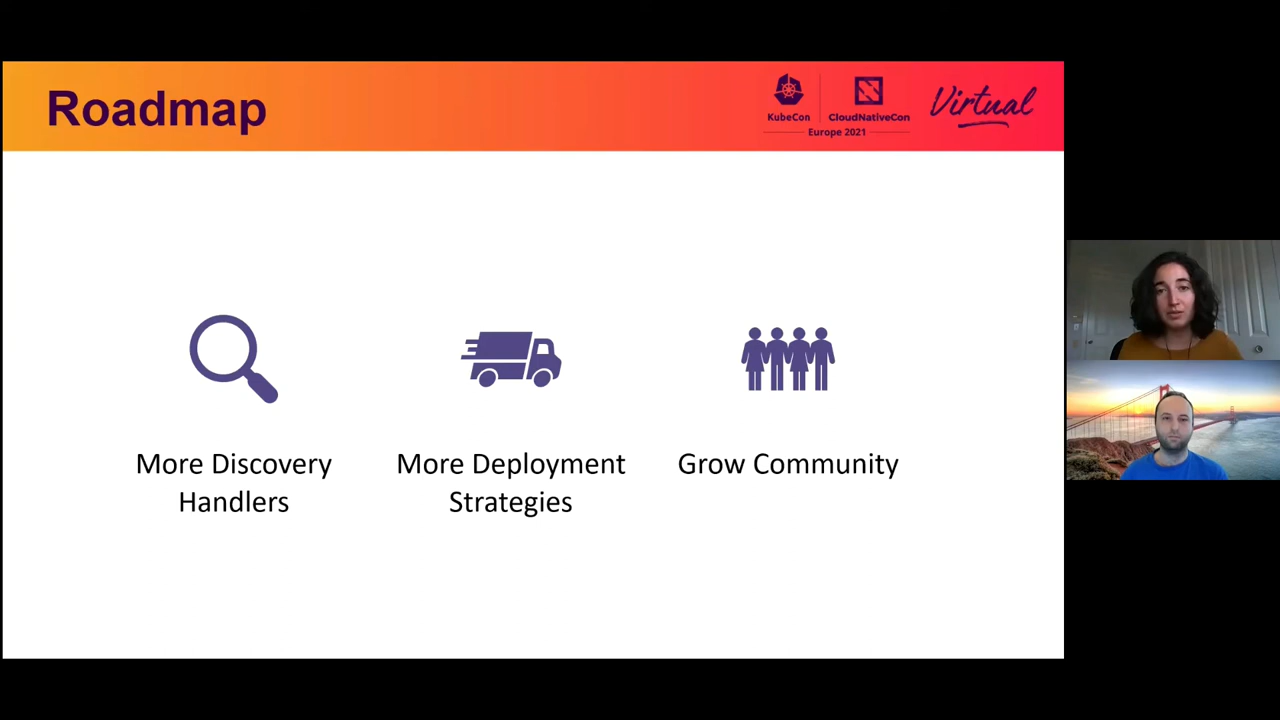 Roadmap
KubeCon
CloudNativeCon
Europe 2021
Virtual
More Discovery
Handlers
More Deployment
Strategies
Grow Community